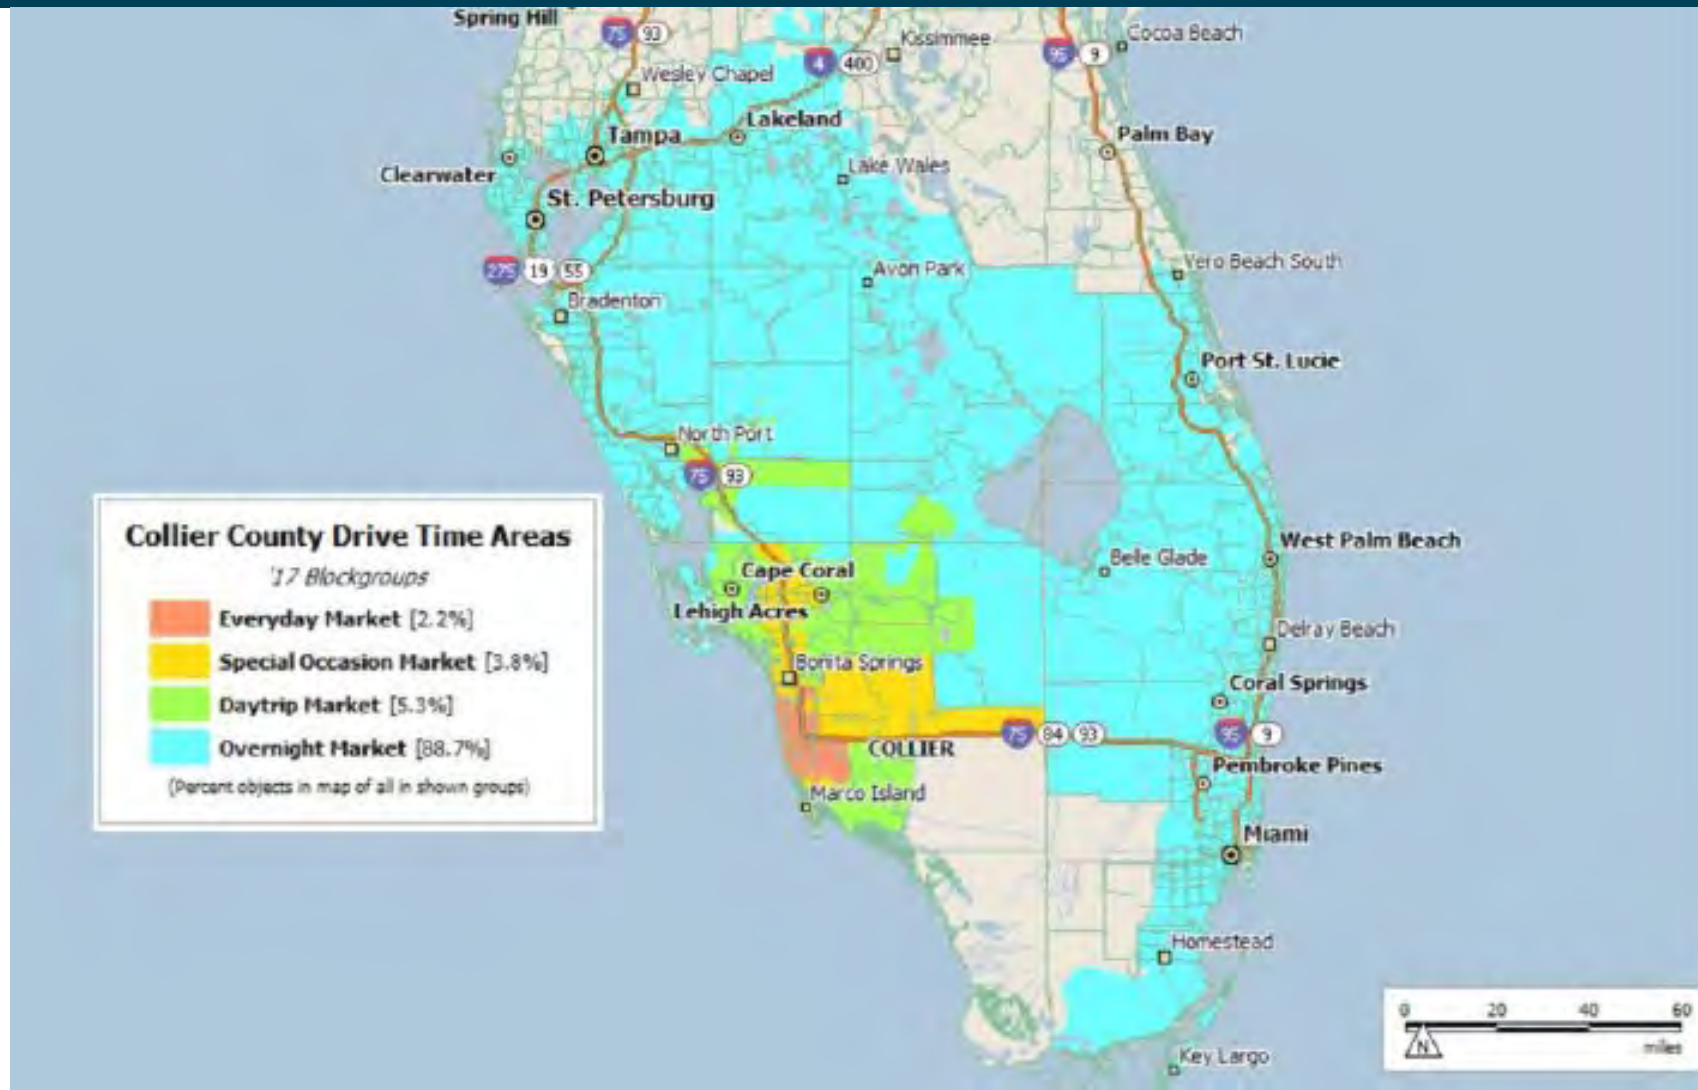 Spring Hill
75
93
Kissimmee
95
9
Cocoa Beach
4
400
Wesley Chapel
Lakeland
Tampa
Palm Bay
Clearwater
Lake Wales
St. Petersburg
275
19
55
Avon Park
Vero Beach South
Bradenton
Port St. Lucie
North Port
75
93
Collier County Drive Time Areas
'17 Blockgroups
Everyday Market [2.2%]
Special Occasion Market [3.8%]
Daytrip Market [5.3%]
Overnight Market [88.7%]
(Percent objects in map of all in shown groups)
West Palm Beach
Belle Glade
Cape Coral
Lehigh Acres
Delray Beach
Bonita Springs
Coral Springs
75
84
93
95
9
COLLIER
Pembroke Pines
Marco Island
Miami
Homestead
Key Largo
0 20 40 60
N
miles